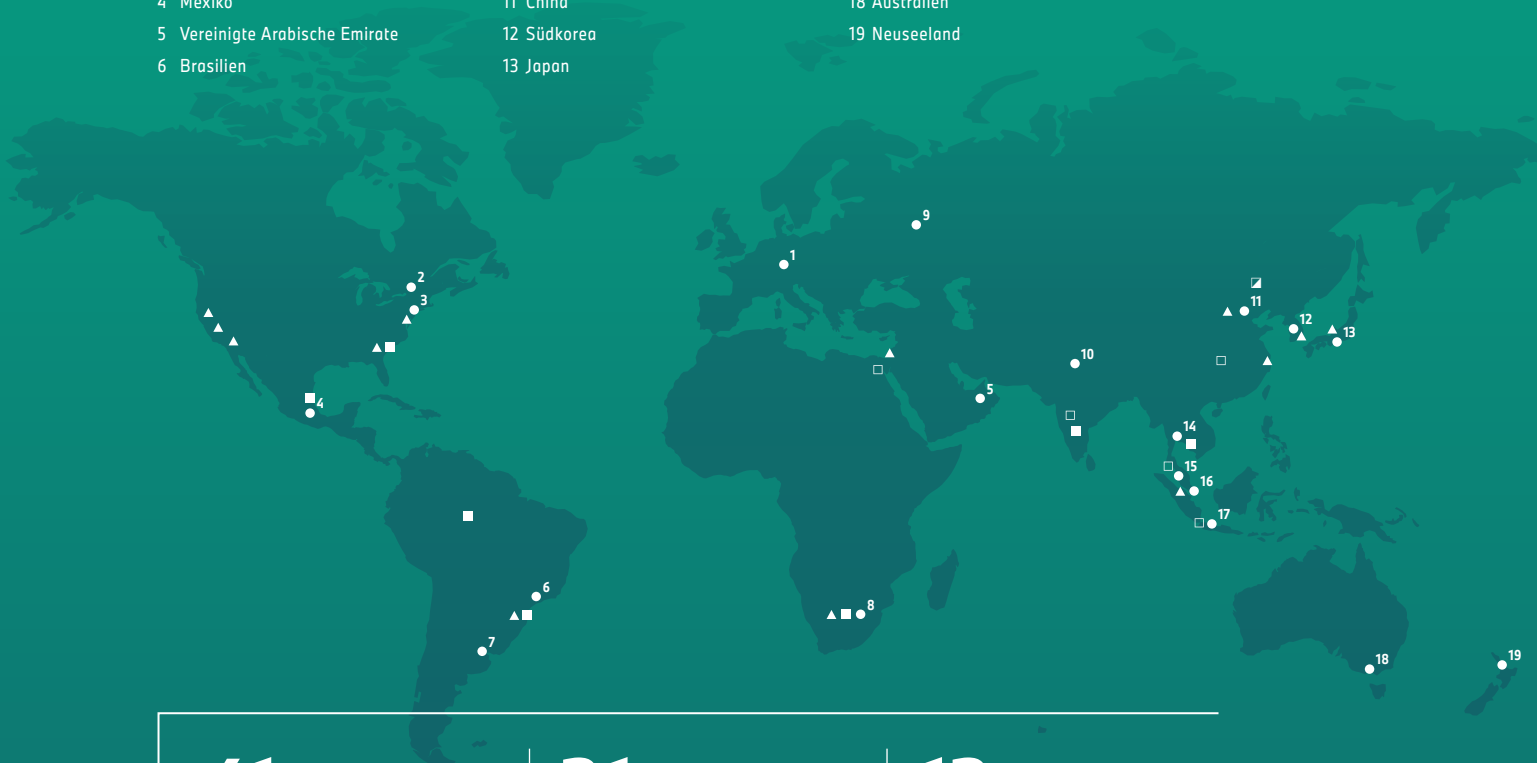 4 Mexiko
5 Vereinigte Arabische Emirate
6 Brasilien
11 China
12 Südkorea
13 Japan
18 Australien
19 Neuseeland
9
1
2
3
11
12
13
10
4
5
14
15
16
17
6
8
7
18
19